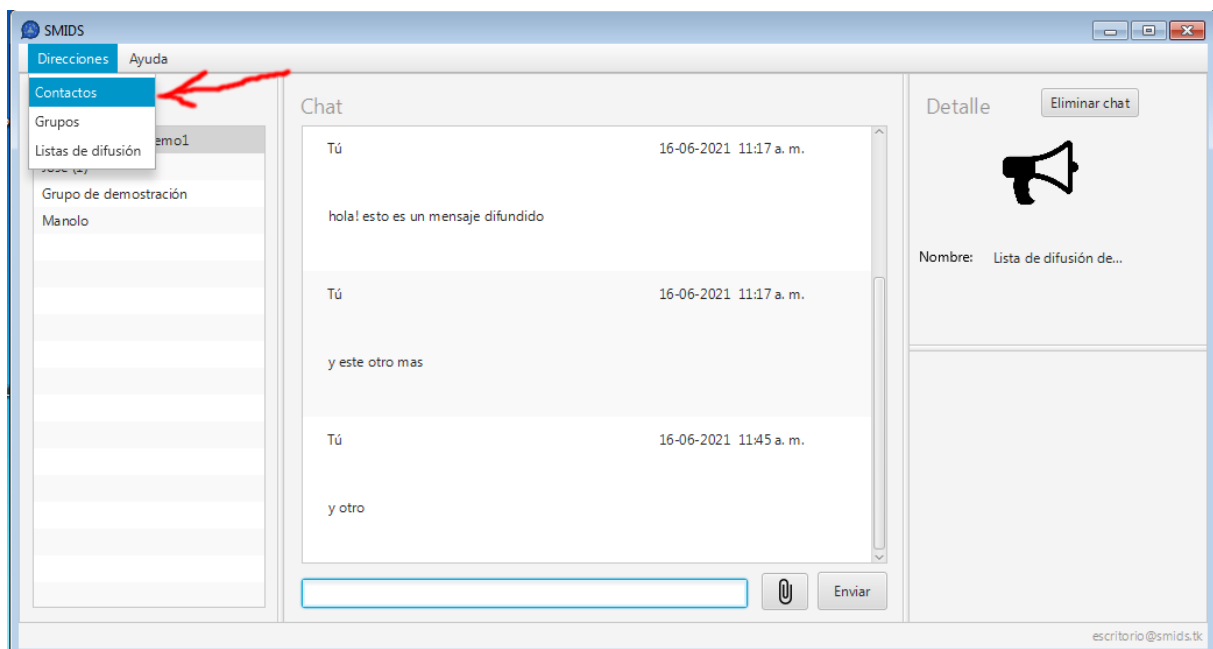 SMIDS
Direcciones Ayuda
Contactos
Grupos
Listas de difusión
emo1
Grupo de demostración
Manolo
Chat
Tú 16-06-2021 11:17 a. m.
hola! esto es un mensaje difundido
Tú 16-06-2021 11:17 a. m.
y este otro mas
Tú 16-06-2021 11:45 a. m.
y otro
Enviar
Detalle Eliminar chat
Nombre: Lista de difusión de...
escritorio@smids.tk